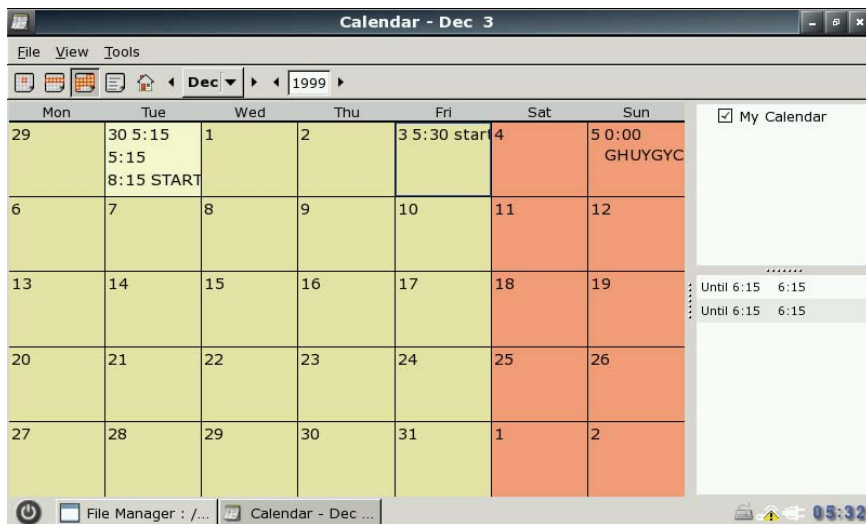 Calendar - Dec 3
File View Tools
Dec 1999
Mon Tue Wed Thu Fri Sat Sun
My Calendar
29 30 5:15 1 2 3 5:30 start 4 5 0:00
5:15 GHUYGYC
8:15 START
6 7 8 9 10 11 12
13 14 15 16 17 18 19
Until 6:15 6:15
Until 6:15 6:15
20 21 22 23 24 25 26
27 28 29 30 31 1 2
File Manager : /... Calendar - Dec ... 05:32